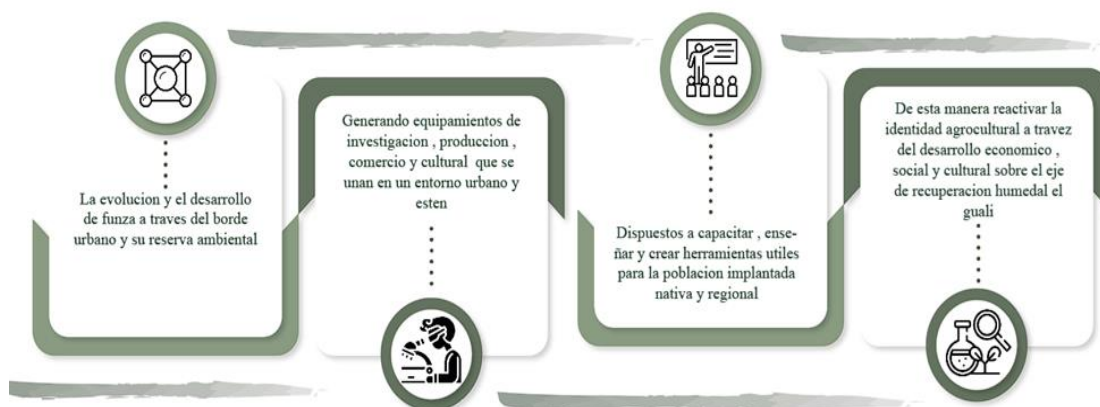 La evolucion y el desarrollo
de funza a traves del borde
urbano y su reserva ambiental
Generando equipamientos de
investigacion , produccion ,
comercio y cultural que se
unan en un entorno urbano y
esten
Dispuestos a capacitar , ense-
ñar y crear herramientas utiles
para la poblacion implantada
nativa y regional
De esta manera reactivar la
identidad agrocultural a travez
del desarrollo economico ,
social y cultural sobre el eje
de recuperacion humedal el
guali